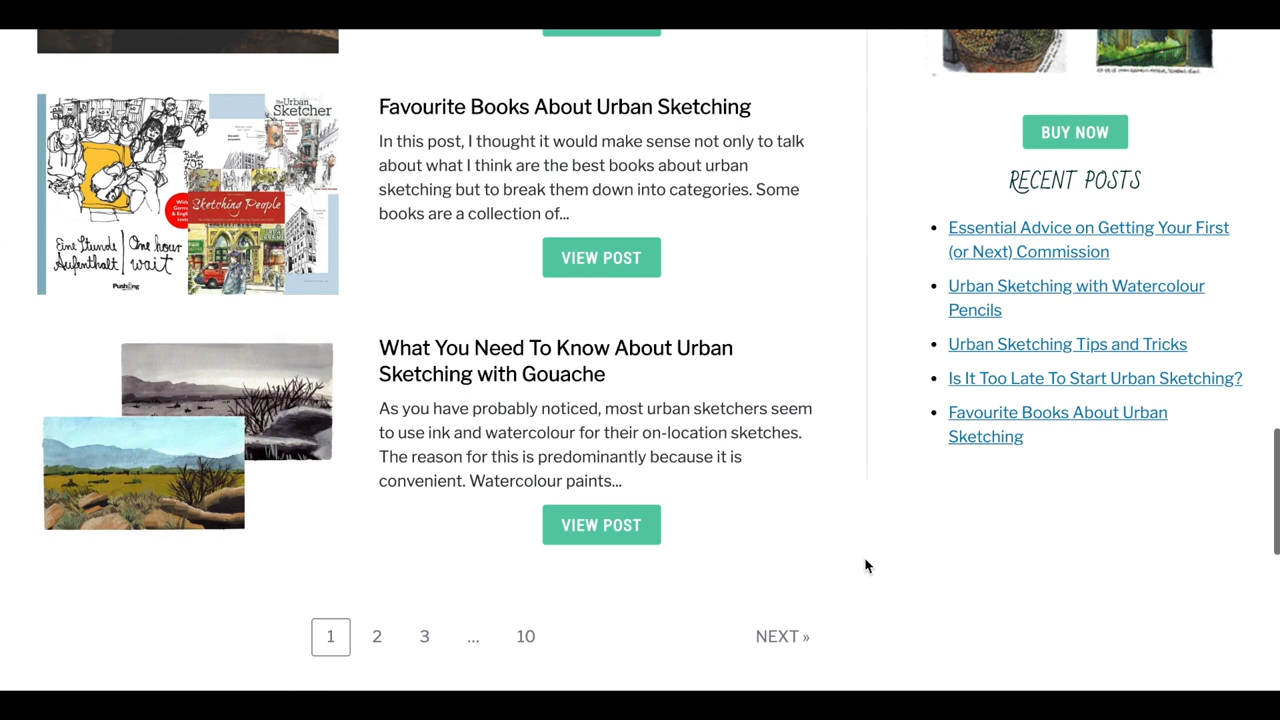 The Urban
Sketcher
Berlin
ZOB
Sketching People
Eine Stunde
Aufenthalt
One hour
wait
Favourite Books About Urban Sketching
In this post, I thought it would make sense not only to talk
about what I think are the best books about urban
sketching but to break them down into categories. Some
books are a collection of...
VIEW POST
What You Need To Know About Urban
Sketching with Gouache
As you have probably noticed, most urban sketchers seem
to use ink and watercolour for their on-location sketches.
The reason for this is predominantly because it is
convenient. Watercolour paints...
VIEW POST
1 2 3 ... 10 NEXT »
BUY NOW
RECENT POSTS
Essential Advice on Getting Your First
(or Next) Commission
Urban Sketching with Watercolour
Pencils
Urban Sketching Tips and Tricks
Is It Too Late To Start Urban Sketching?
Favourite Books About Urban
Sketching